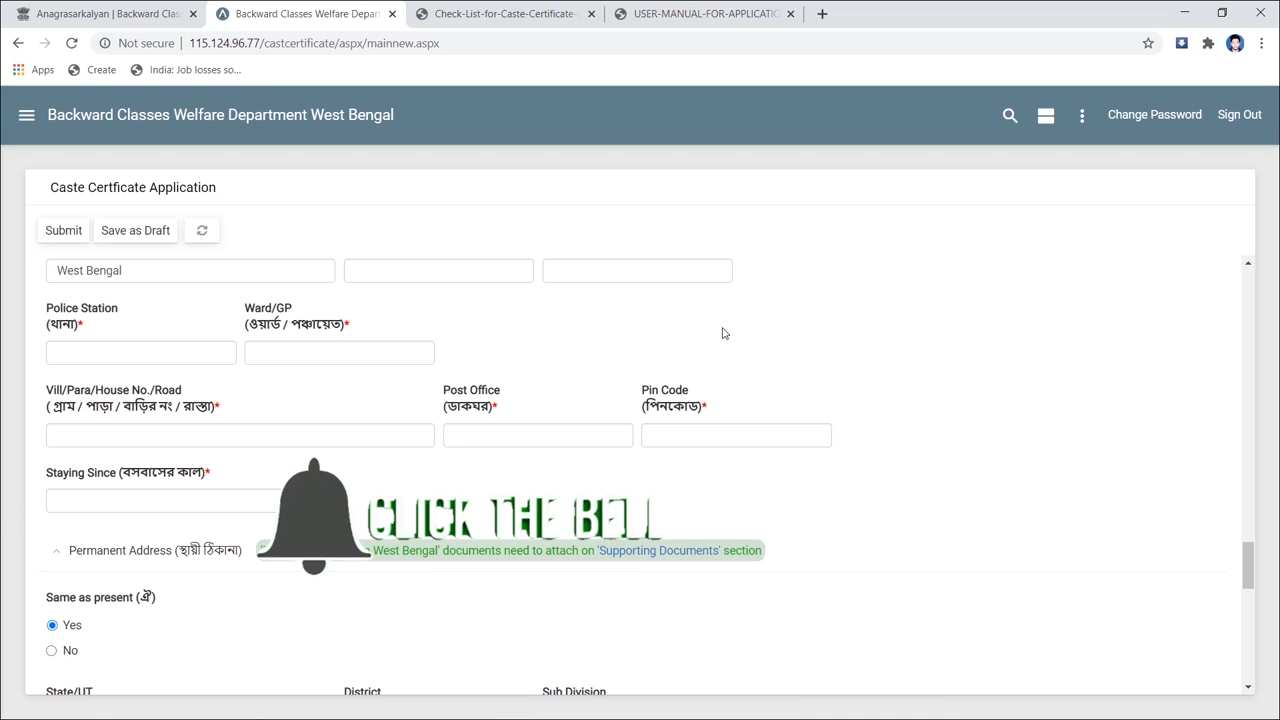 Anagrasarkalyan | Backward Clas
Backward Classes Welfare Depart
Check-List-for-Caste-Certificate-
USER-MANUAL-FOR-APPLICATIO
Not secure | 115.124.96.77/castcertificate/aspx/mainnew.aspx
Apps Create India: Job losses so...
Backward Classes Welfare Department West Bengal
Change Password Sign Out
Caste Certficate Application
Submit Save as Draft
West Bengal
Police Station Ward/GP
(থানা)* (ওয়ার্ড / পঞ্চায়েত)*
Vill/Para/House No./Road Post Office Pin Code
( গ্রাম / পাড়া / বাড়ির নং / রাস্তা)* (ডাকঘর)* (পিনকোড)*
Staying Since (বসবাসের কাল)*
CLICK THE BELL
Permanent Address (স্থায়ী ঠিকানা) West Bengal' documents need to attach on 'Supporting Documents' section
Same as present (ঐ)
Yes
No
State/UT District Sub Division